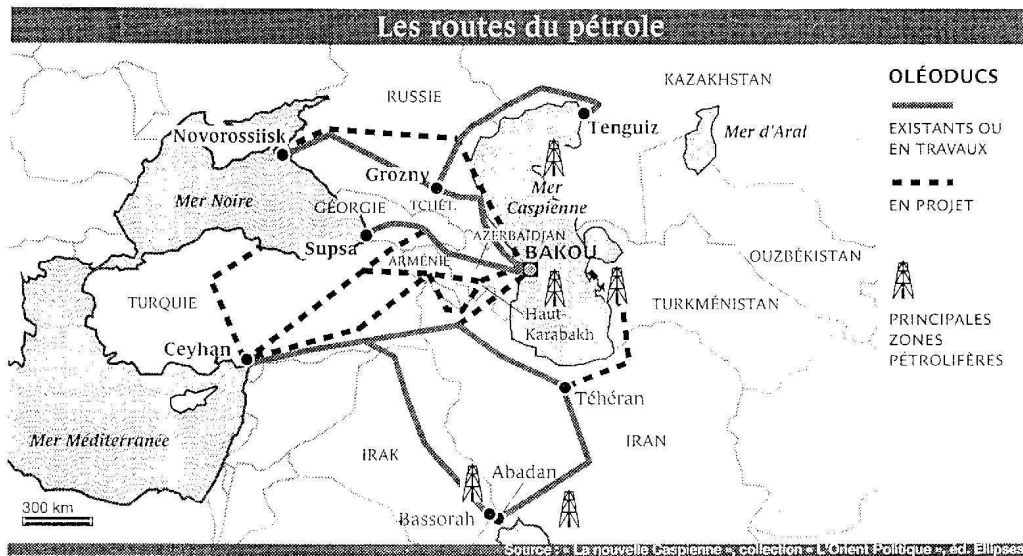 Les routes du pétrole
KAZAKHSTAN
RUSSIE
Novorossiisk
Tenguiz
Mer d'Aral
Grozny
TCHÉT.
Mer
Caspienne
Mer Noire
GÉORGIE
Supsa
AZERBAÏDJAN
BAKOU
ARMÉNIE
OUZBÉKISTAN
TURQUIE
TURKMÉNISTAN
Haut-
Karabakh
Ceyhan
Téhéran
Mer Méditerranée
IRAK
IRAN
Abadan
Bassorah
300 km
OLÉODUCS
EXISTANTS OU
EN TRAVAUX
EN PROJET
PRINCIPALES
ZONES
PÉTROLIFÈRES
Source : « La nouvelle Caspienne », collection « L'Orient Politique », éd. Ellipses